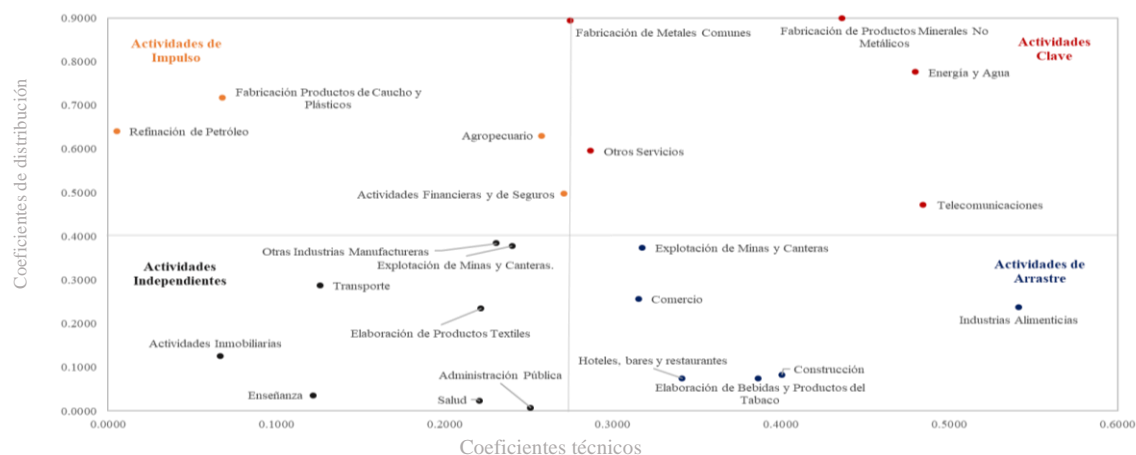 0.9000
0.8000
0.7000
0.6000
0.5000
0.4000
0.3000
0.2000
0.1000
0.0000
Coeficientes de distribución
Actividades de
Impulso
Fabricación Productos de Caucho y
Plásticos
Refinación de Petróleo
Agropecuario
Actividades Financieras y de Seguros
Fabricación de Metales Comunes
Fabricación de Productos Minerales No
Metálicos
Actividades
Clave
Energía y Agua
Otros Servicios
Telecomunicaciones
Actividades
Independientes
Otras Industrias Manufactureras
Explotación de Minas y Canteras.
Transporte
Elaboración de Productos Textiles
Actividades Inmobiliarias
Administración Pública
Enseñanza
Salud
Explotación de Minas y Canteras
Actividades de
Arrastre
Comercio
Industrias Alimenticias
Hoteles, bares y restaurantes
Construcción
Elaboración de Bebidas y Productos del
Tabaco
0.0000 0.1000 0.2000 0.3000 0.4000 0.5000 0.6000
Coeficientes técnicos